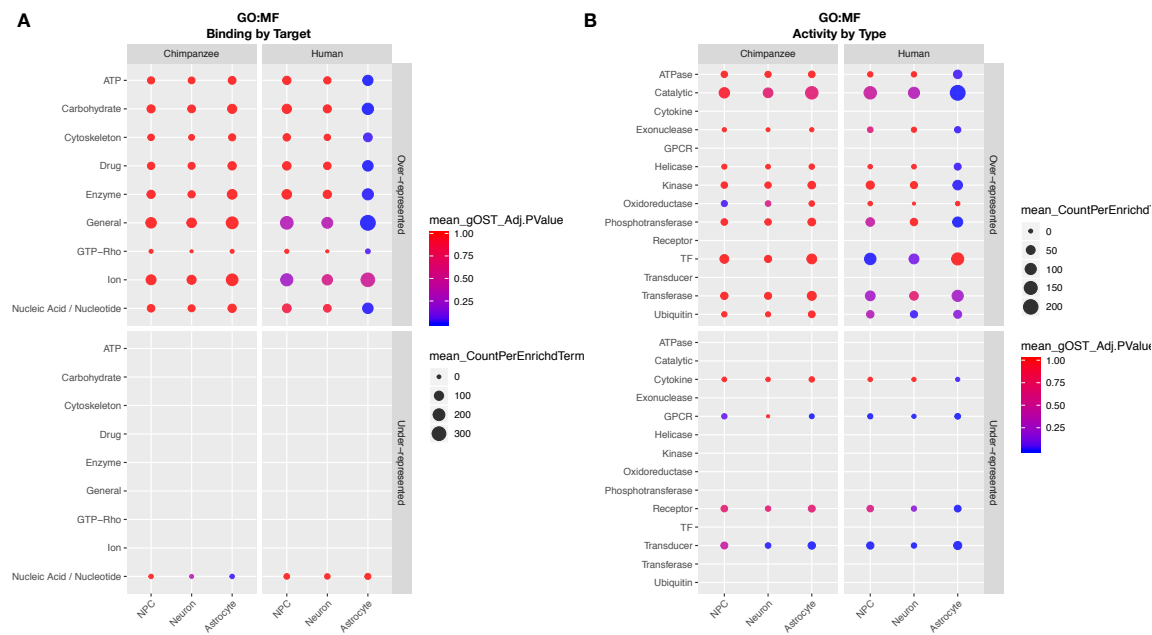 A
GO:MF
Binding by Target
Chimpanzee
Human
ATP
Carbohydrate
Cytoskeleton
Drug
Enzyme
General
GTP−Rho
Ion
Nucleic Acid / Nucleotide
Over−represented
ATP
Carbohydrate
Cytoskeleton
Drug
Enzyme
General
GTP−Rho
Ion
Nucleic Acid / Nucleotide
Under−represented
NPC
Neuron
Astrocyte
NPC
Neuron
Astrocyte
mean_gOST_Adj.PValue
1.00
0.75
0.50
0.25
mean_CountPerEnrichdTerm
0
100
200
300
B
GO:MF
Activity by Type
Chimpanzee
Human
ATPase
Catalytic
Cytokine
Exonuclease
GPCR
Helicase
Kinase
Oxidoreductase
Phosphotransferase
Receptor
TF
Transducer
Transferase
Ubiquitin
Over−represented
ATPase
Catalytic
Cytokine
Exonuclease
GPCR
Helicase
Kinase
Oxidoreductase
Phosphotransferase
Receptor
TF
Transducer
Transferase
Ubiquitin
Under−represented
NPC
Neuron
Astrocyte
NPC
Neuron
Astrocyte
mean_CountPerEnrichdT
0
50
100
150
200
mean_gOST_Adj.PValue
1.00
0.75
0.50
0.25